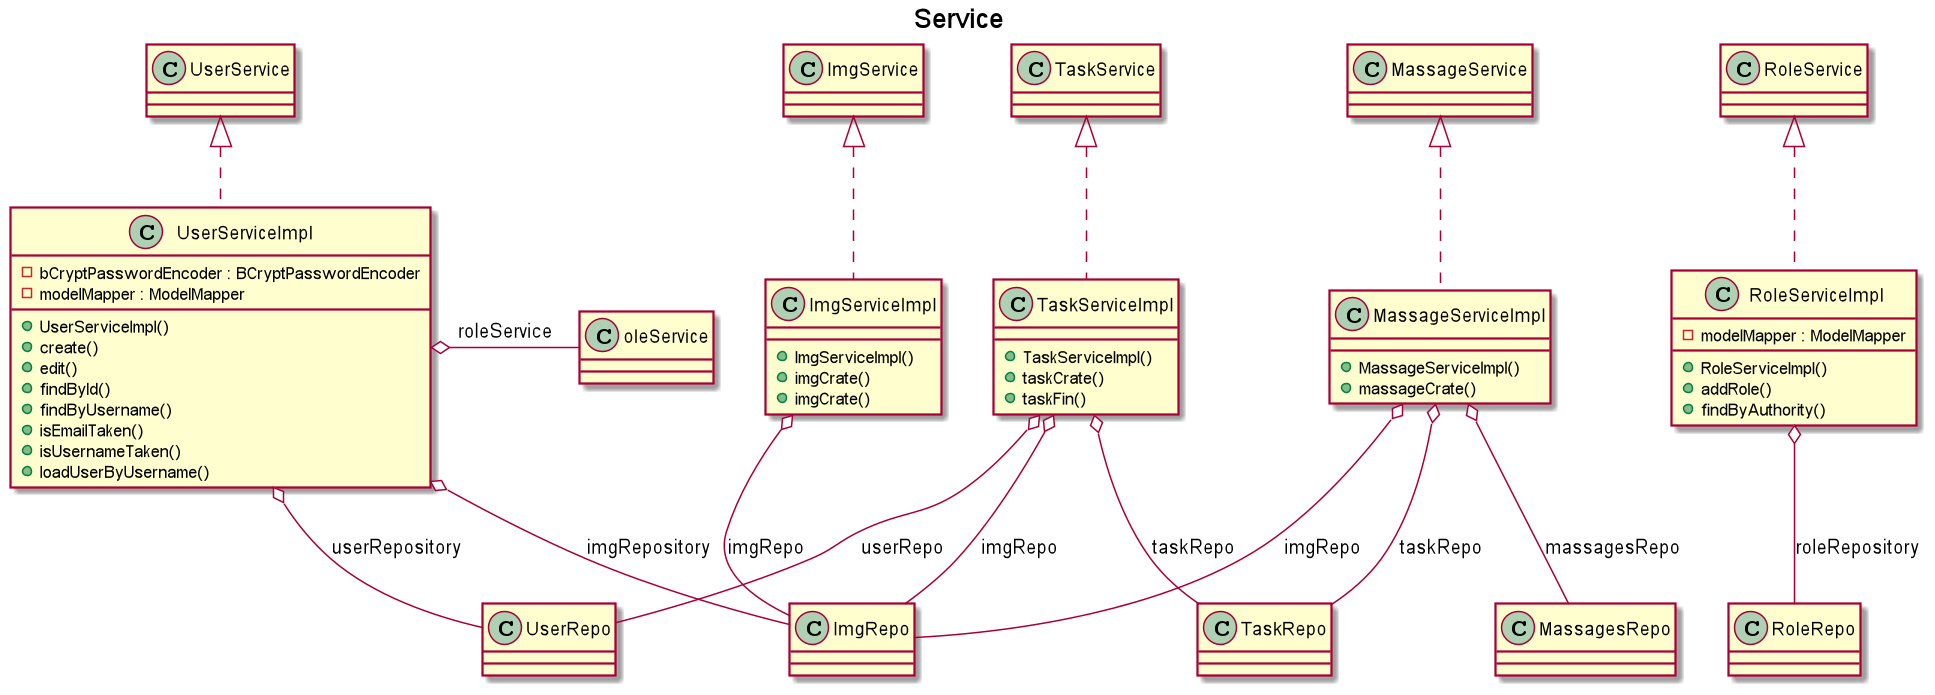 Service
C UserService
C ImgService
C TaskService
C MassageService
C RoleService
C UserServiceImpl
bCryptPasswordEncoder : BCryptPasswordEncoder
modelMapper : ModelMapper
UserServiceImpl()
create()
edit()
findById()
findByUsername()
isEmailTaken()
isUsernameTaken()
loadUserByUsername()
roleService
C oleService
C ImgServiceImpl
ImgServiceImpl()
imgCrate()
imgCrate()
C TaskServiceImpl
TaskServiceImpl()
taskCrate()
taskFin()
C MassageServiceImpl
MassageServiceImpl()
massageCrate()
C RoleServiceImpl
modelMapper : ModelMapper
RoleServiceImpl()
addRole()
findByAuthority()
userRepository
imgRepository
imgRepo
userRepo
imgRepo
taskRepo
imgRepo
taskRepo
massagesRepo
roleRepository
C UserRepo
C ImgRepo
C TaskRepo
C MassagesRepo
C RoleRepo